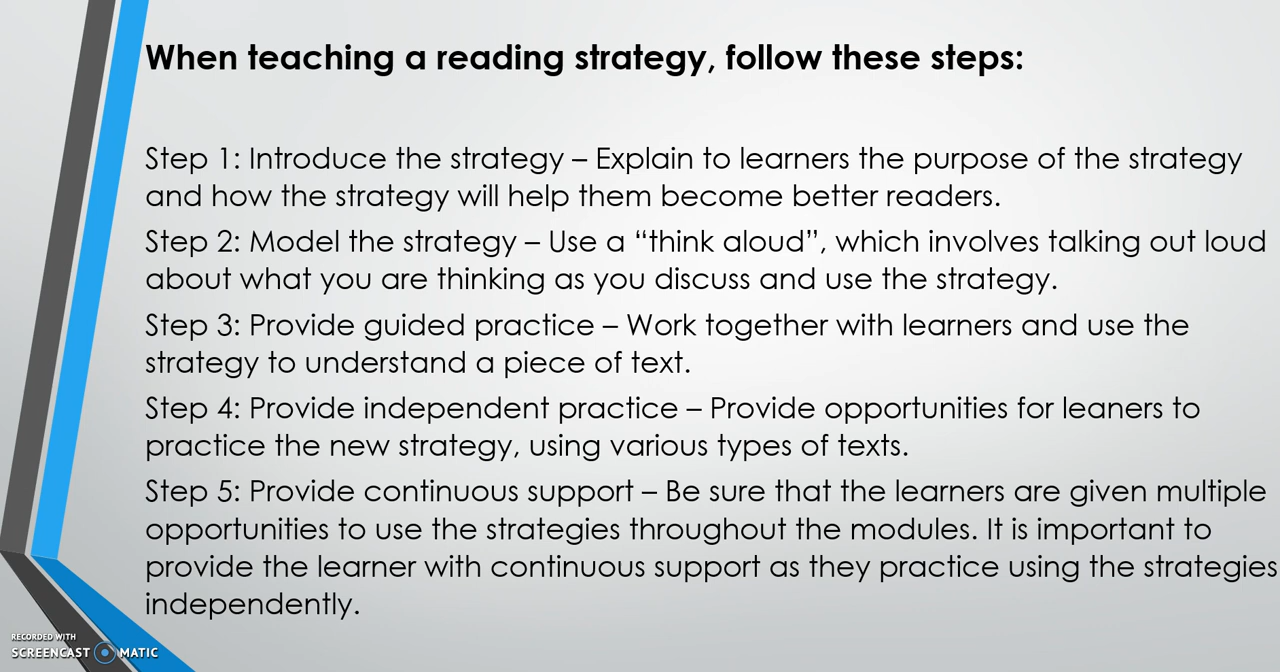 When teaching a reading strategy, follow these steps:
Step 1: Introduce the strategy – Explain to learners the purpose of the strategy
and how the strategy will help them become better readers.
Step 2: Model the strategy – Use a “think aloud”, which involves talking out loud
about what you are thinking as you discuss and use the strategy.
Step 3: Provide guided practice – Work together with learners and use the
strategy to understand a piece of text.
Step 4: Provide independent practice – Provide opportunities for leaners to
practice the new strategy, using various types of texts.
Step 5: Provide continuous support – Be sure that the learners are given multiple
opportunities to use the strategies throughout the modules. It is important to
provide the learner with continuous support as they practice using the strategies
independently.
RECORDED WITH
SCREENCAST MATIC